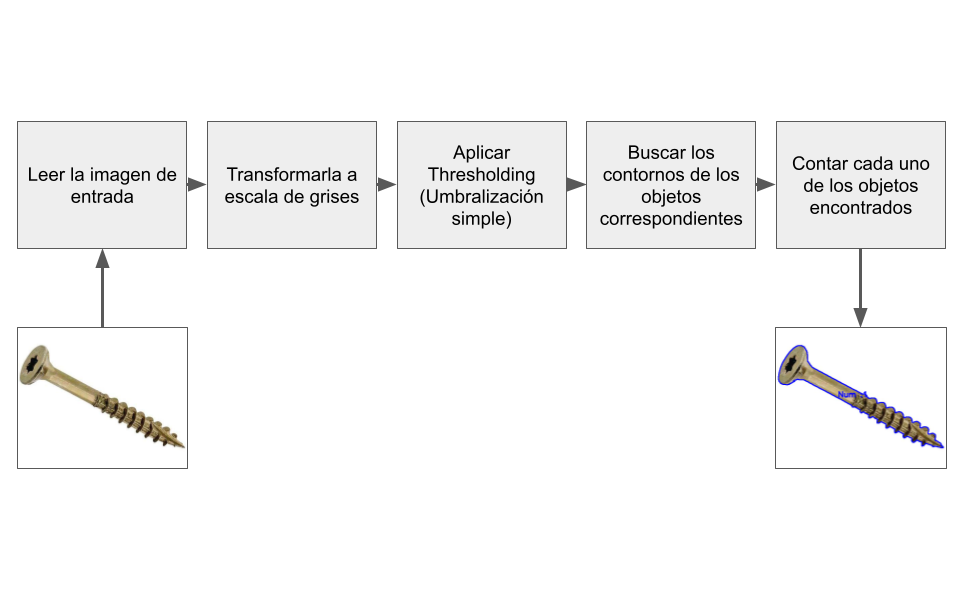 Leer la imagen de
entrada
Transformarla a
escala de grises
Aplicar
Thresholding
(Umbralización
simple)
Buscar los
contornos de los
objetos
correspondientes
Contar cada uno
de los objetos
encontrados
Num